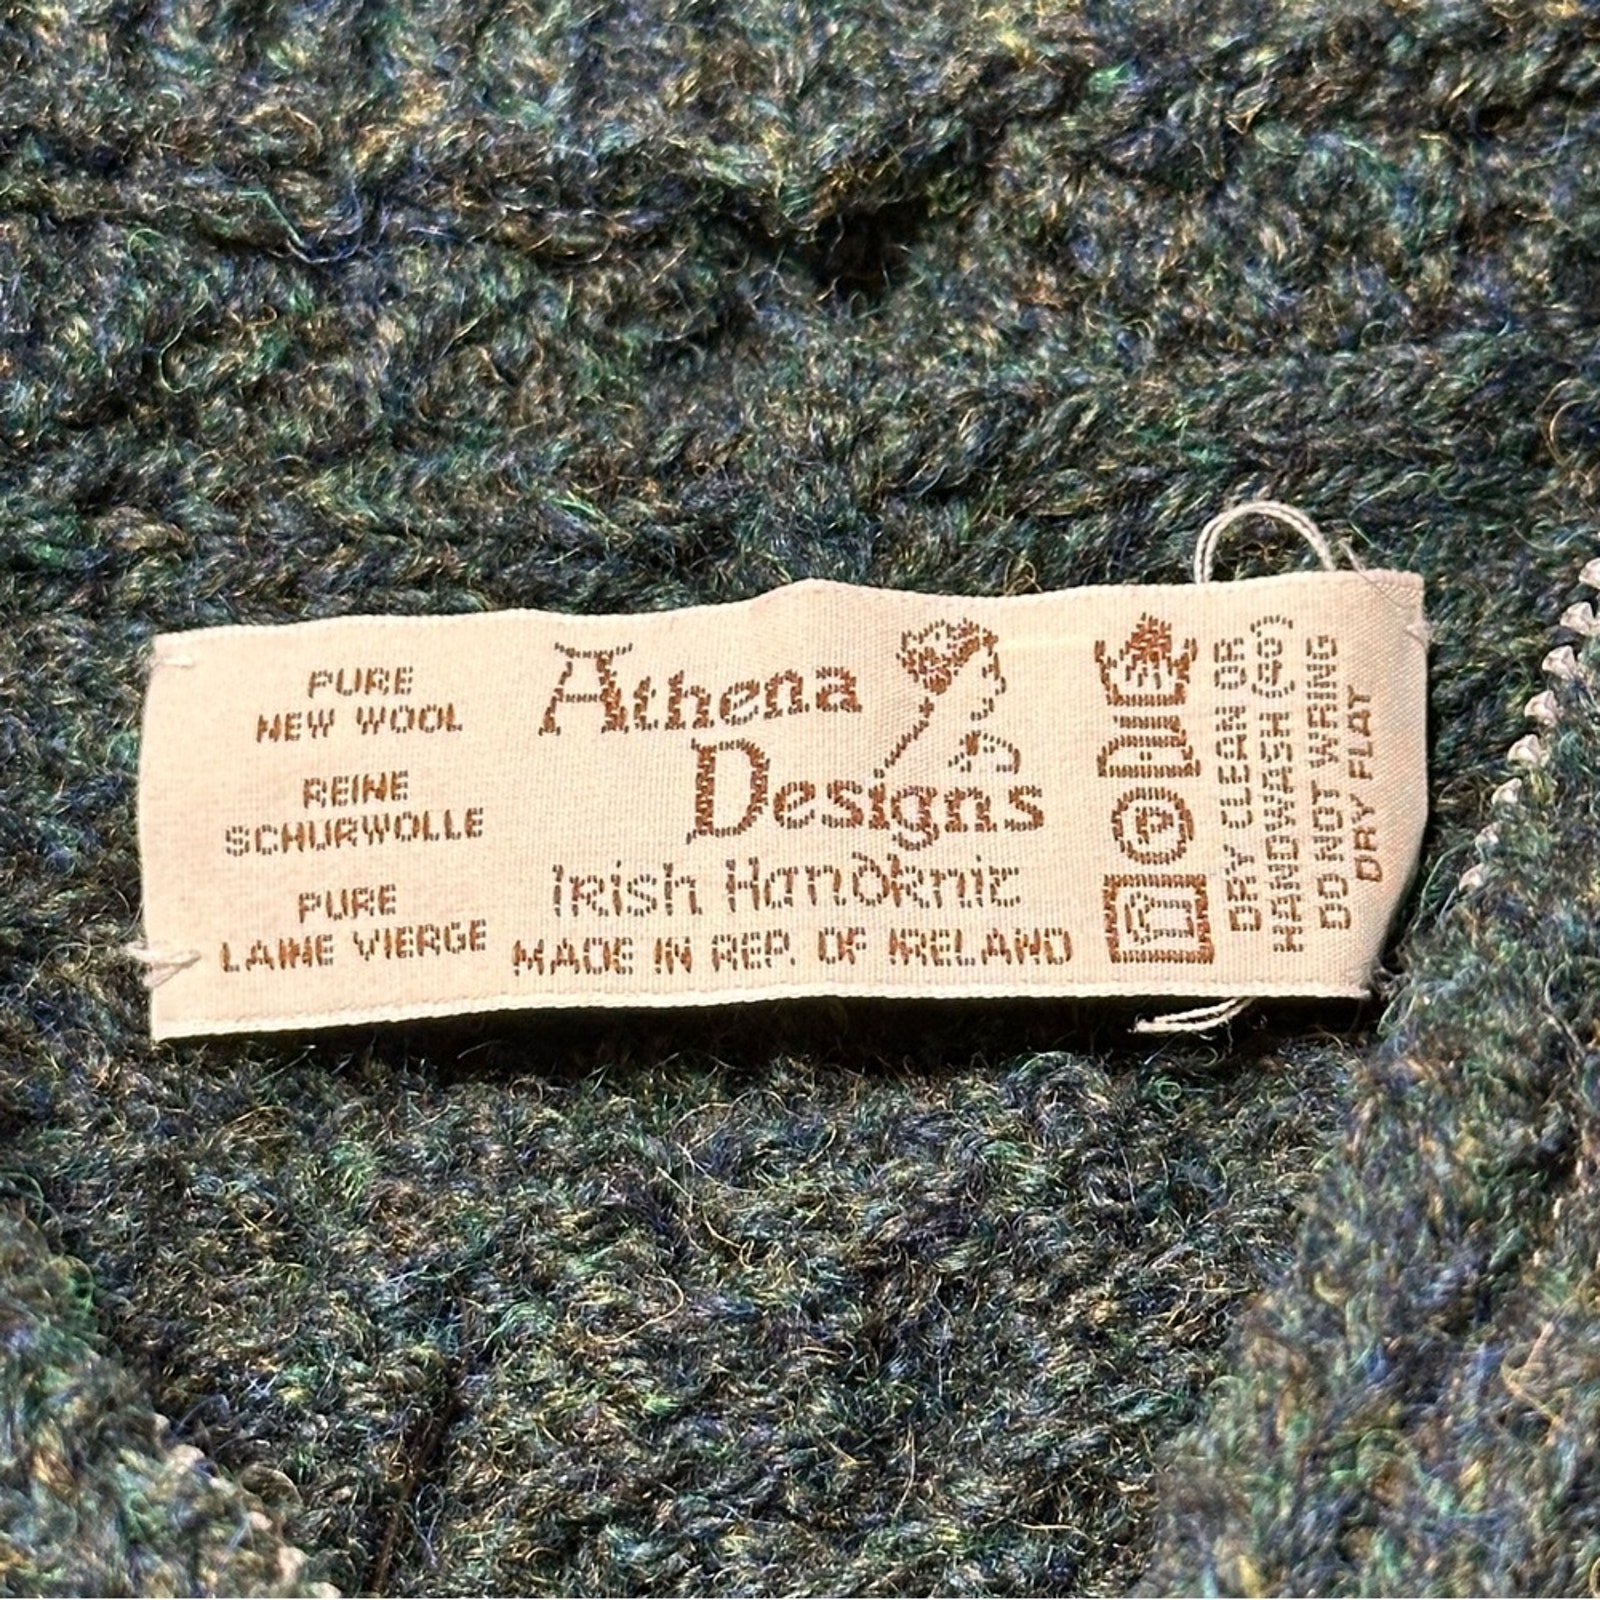 PURE
NEW WOOL
REINE
SCHURWOLLE
PURE
LAINE VIERGE
Athena
Designs
Irish Handknit
MADE IN REP. OF IRELAND
DRY CLEAN OR
HANDWASH (40°)
DO NOT WRING
DRY FLAT